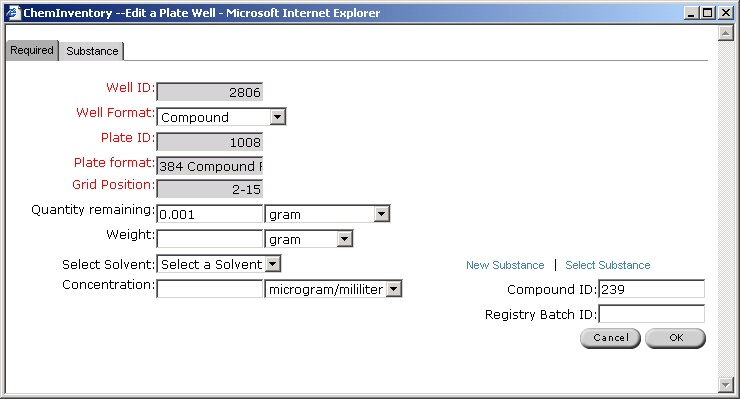 ChemInventory --Edit a Plate Well - Microsoft Internet Explorer
Required Substance
Well ID: 2806
Well Format: Compound
Plate ID: 1008
Plate format: 384 Compound
Grid Position: 2-15
Quantity remaining: 0.001 gram
Weight: gram
Select Solvent: Select a Solvent
Concentration: microgram/mililiter
New Substance | Select Substance
Compound ID: 239
Registry Batch ID:
Cancel OK